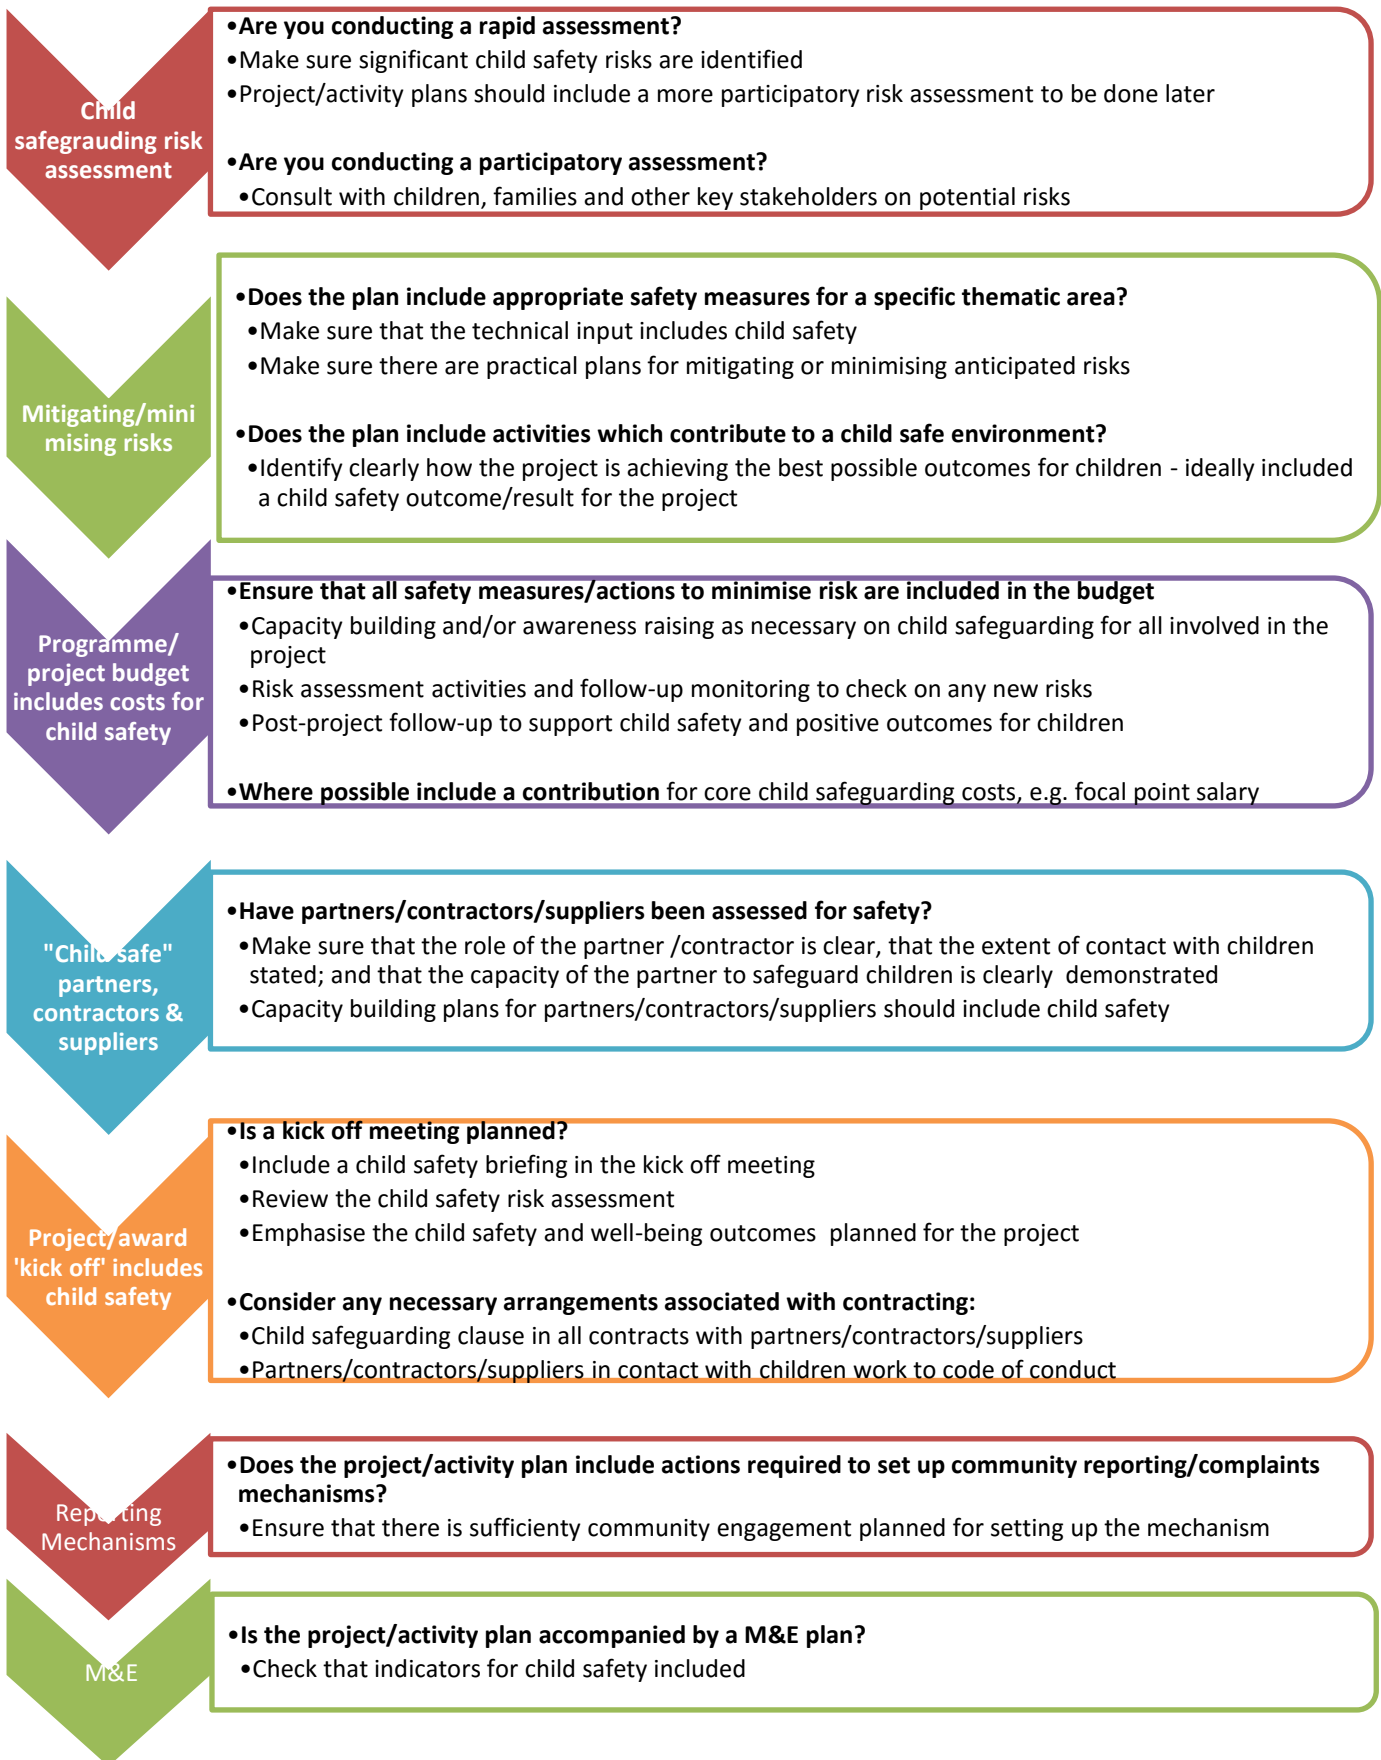 Child
safegrauding risk
assessment
•Are you conducting a rapid assessment?
•Make sure significant child safety risks are identified
•Project/activity plans should include a more participatory risk assessment to be done later
•Are you conducting a participatory assessment?
•Consult with children, families and other key stakeholders on potential risks
Mitigating/mini
mising risks
•Does the plan include appropriate safety measures for a specific thematic area?
•Make sure that the technical input includes child safety
•Make sure there are practical plans for mitigating or minimising anticipated risks
•Does the plan include activities which contribute to a child safe environment?
•Identify clearly how the project is achieving the best possible outcomes for children - ideally included
a child safety outcome/result for the project
Programme/
project budget
includes costs for
child safety
•Ensure that all safety measures/actions to minimise risk are included in the budget
•Capacity building and/or awareness raising as necessary on child safeguarding for all involved in the
project
•Risk assessment activities and follow-up monitoring to check on any new risks
•Post-project follow-up to support child safety and positive outcomes for children
•Where possible include a contribution for core child safeguarding costs, e.g. focal point salary
"Child safe"
partners,
contractors &
suppliers
•Have partners/contractors/suppliers been assessed for safety?
•Make sure that the role of the partner /contractor is clear, that the extent of contact with children
stated; and that the capacity of the partner to safeguard children is clearly  demonstrated
•Capacity building plans for partners/contractors/suppliers should include child safety
Project/award
'kick off' includes
child safety
•Is a kick off meeting planned?
•Include a child safety briefing in the kick off meeting
•Review the child safety risk assessment
•Emphasise the child safety and well-being outcomes  planned for the project
•Consider any necessary arrangements associated with contracting:
•Child safeguarding clause in all contracts with partners/contractors/suppliers
•Partners/contractors/suppliers in contact with children work to code of conduct
Reporting
Mechanisms
•Does the project/activity plan include actions required to set up community reporting/complaints
mechanisms?
•Ensure that there is sufficienty community engagement planned for setting up the mechanism
M&E
•Is the project/activity plan accompanied by a M&E plan?
•Check that indicators for child safety included